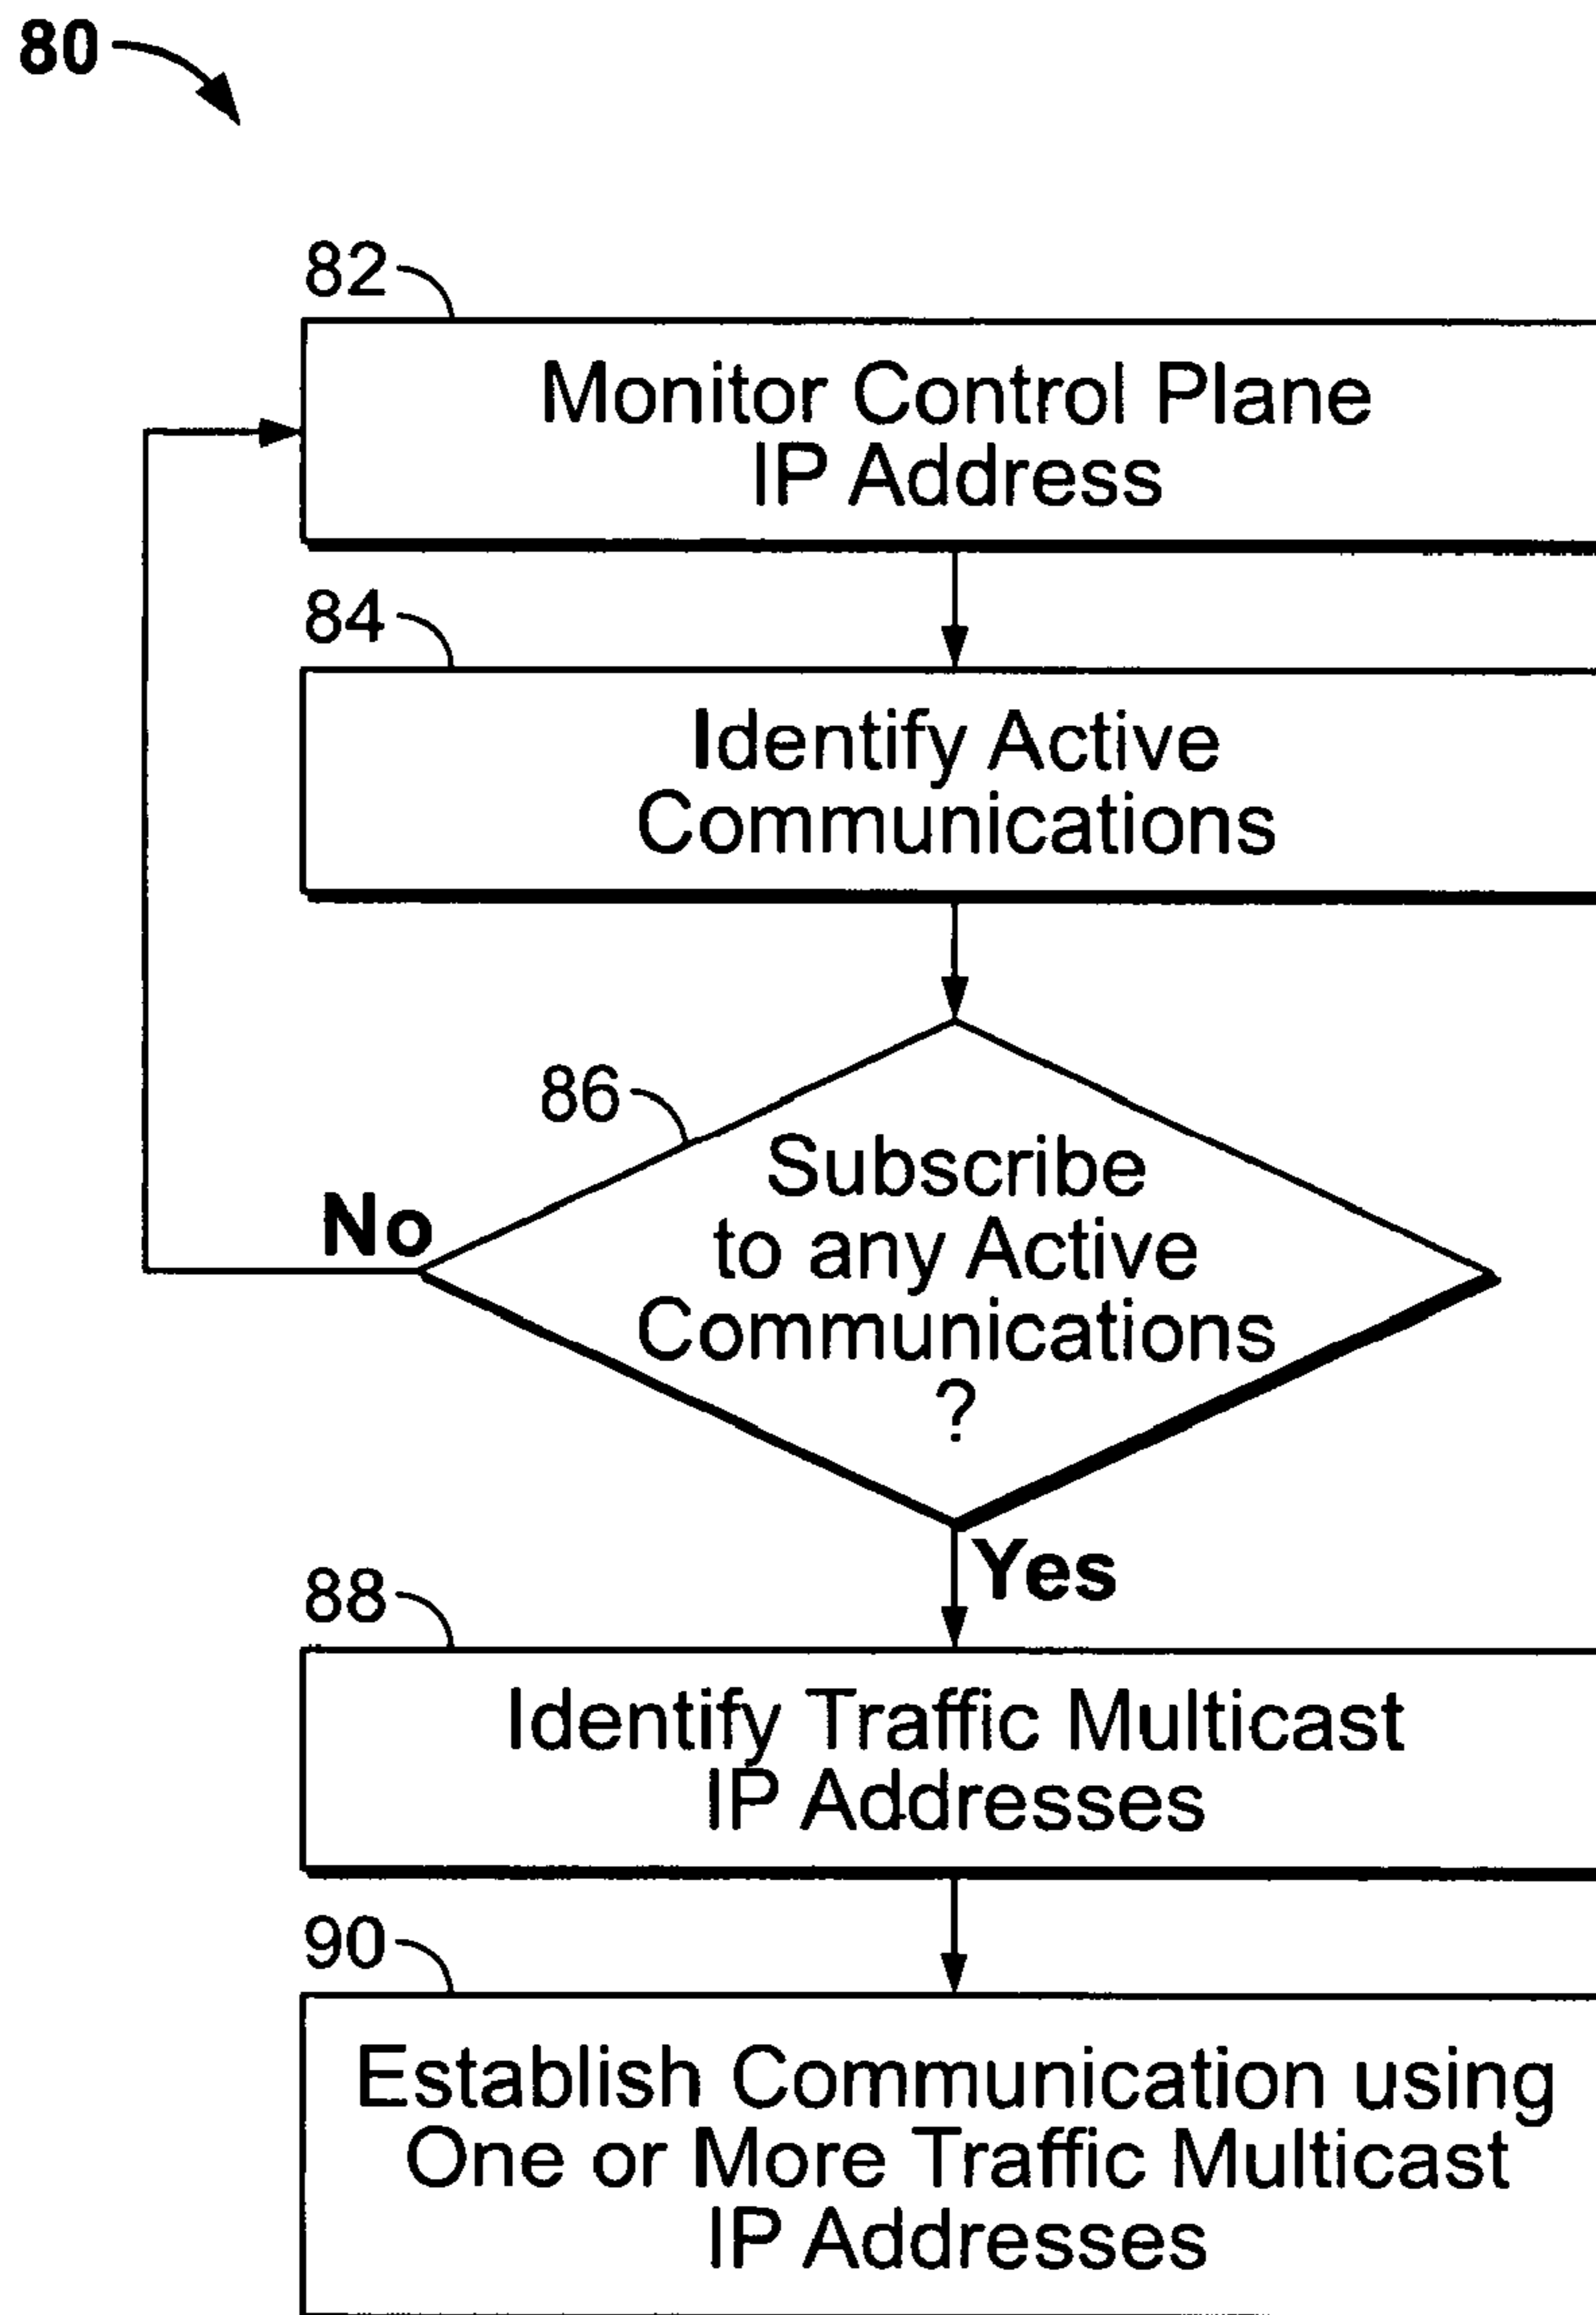 80
82
Monitor Control Plane
IP Address
84
Identify Active
Communications
86
Subscribe
to any Active
Communications
?
No
Yes
88
Identify Traffic Multicast
IP Addresses
90
Establish Communication using
One or More Traffic Multicast
IP Addresses